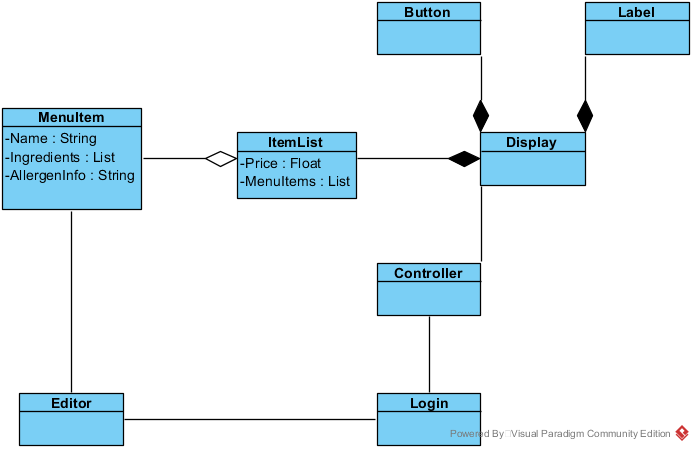 Button
Label
MenuItem
-Name : String
-Ingredients : List
-AllergenInfo : String
ItemList
-Price : Float
-MenuItems : List
Display
Controller
Editor
Login
Powered By Visual Paradigm Community Edition